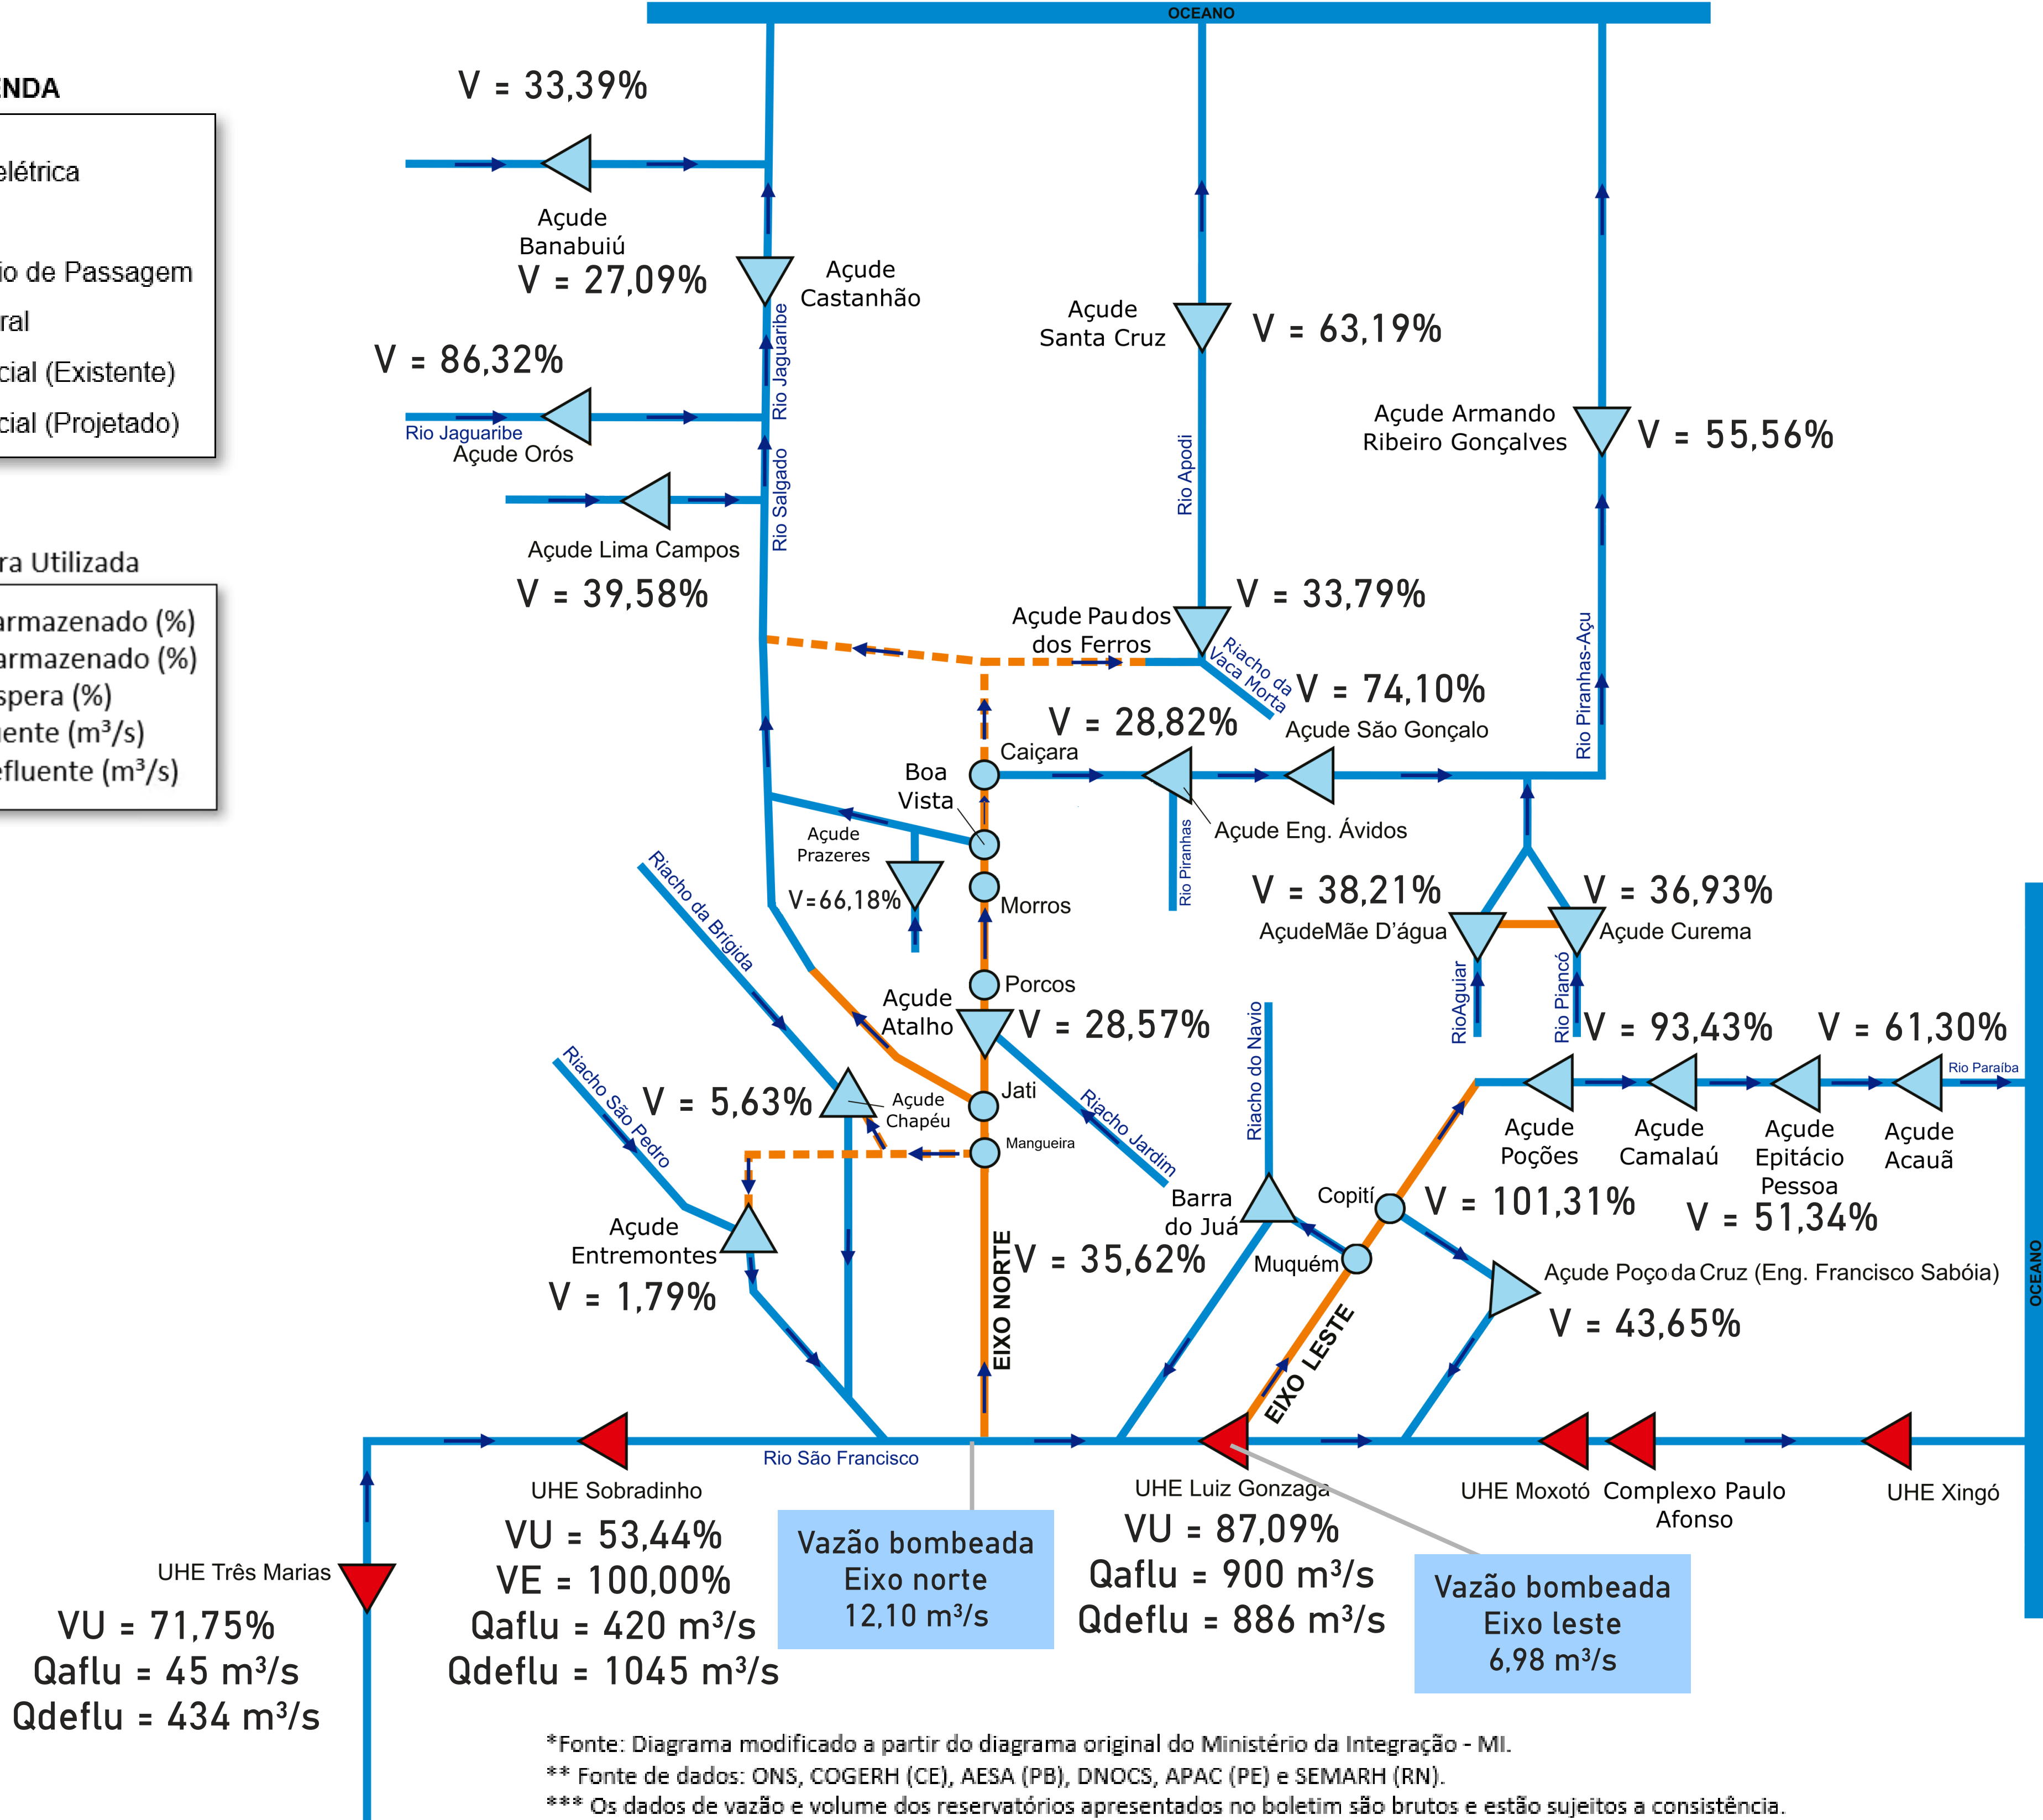 OCEANO
V = 33,39%
Açude
Banabuiú
V = 27,09%
Açude
Castanhão
Rio Jaguaribe
V = 86,32%
Rio Jaguaribe
Açude Orós
Rio Salgado
Açude Lima Campos
V = 39,58%
Açude
Santa Cruz
V = 63,19%
Rio Apodi
Açude Armando
Ribeiro Gonçalves
V = 55,56%
Rio Piranhas-Açu
elétrica
io de Passagem
(Existente)
(Projetado)
Utilizada
armazenado (%)
armazenado (%)
(%)
(m³/s)
(m³/s)
Açude Pau dos
dos Ferros
V = 33,79%
Riacho da
Vaca Morta
V = 74,10%
Açude São Gonçalo
V = 28,82%
Caiçara
Boa
Vista
Açude Eng. Ávidos
Rio Piranhas
Açude
Prazeres
V=66,18%
Morros
V = 38,21%
AçudeMãe D'água
V = 36,93%
Açude Curema
RioAguiar
Rio Piancó
Riacho da Brígida
Porcos
Açude
Atalho
V = 28,57%
Riacho Jardim
Riacho São Pedro
V = 5,63%
Açude
Chapéu
Jati
Mangueira
Riacho do Navio
V = 93,43%
V = 61,30%
Rio Paraíba
Açude
Poções
Açude
Camalaú
Açude
Epitácio
Pessoa
Açude
Acauã
V = 101,31%
V = 51,34%
Copití
Barra
do Juá
Muquém
V = 35,62%
EIXO NORTE
EIXO LESTE
Açude
Entremontes
V = 1,79%
Açude Poço da Cruz (Eng. Francisco Sabóia)
V = 43,65%
OCEANO
Rio São Francisco
UHE Sobradinho
VU = 53,44%
VE = 100,00%
Qaflu = 420 m³/s
Qdeflu = 1045 m³/s
Vazão bombeada
Eixo norte
12,10 m³/s
UHE Luiz Gonzaga
VU = 87,09%
Qaflu = 900 m³/s
Qdeflu = 886 m³/s
Vazão bombeada
Eixo leste
6,98 m³/s
UHE Moxotó
Complexo Paulo
Afonso
UHE Xingó
UHE Três Marias
VU = 71,75%
Qaflu = 45 m³/s
Qdeflu = 434 m³/s
*Fonte: Diagrama modificado a partir do diagrama original do Ministério da Integração - MI.
** Fonte de dados: ONS, COGERH (CE), AESA (PB), DNOCS, APAC (PE) e SEMARH (RN).
*** Os dados de vazão e volume dos reservatórios apresentados no boletim são brutos e estão sujeitos a consistência.